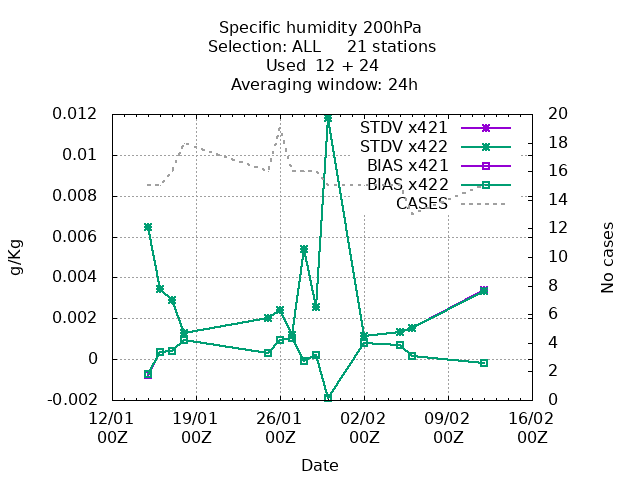 Specific humidity 200hPa
Selection: ALL 21 stations
Used 12 + 24
Averaging window: 24h
STDV x421
STDV x422
BIAS x421
BIAS x422
CASES
g/Kg
0.012
0.01
0.008
0.006
0.004
0.002
0
-0.002
No cases
20
18
16
14
12
10
8
6
4
2
0
12/01 19/01 26/01 02/02 09/02 16/02
00Z 00Z 00Z 00Z 00Z 00Z
Date